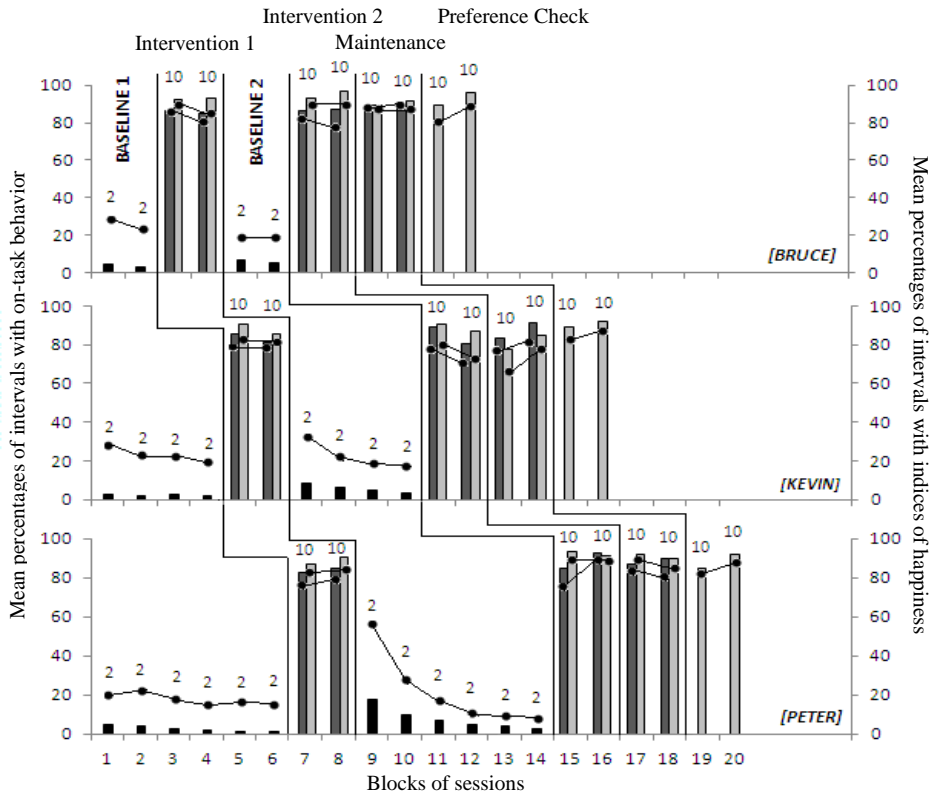 Intervention 2 Preference Check
Intervention 1 Maintenance
Mean percentages of intervals with on-task behavior
Mean percentages of intervals with indices of happiness
BASELINE 1
BASELINE 2
10 10 10 10 10 10 10 10
2 2 2 2
100 100
80 80
60 60
40 40
20 20
0 0
[BRUCE]
10 10 10 10 10 10 10 10
2 2 2 2 2 2 2 2
100 100
80 80
60 60
40 40
20 20
0 0
[KEVIN]
10 10 10 10 10 10 10 10
2 2 2 2 2 2 2 2 2 2 2 2
100 100
80 80
60 60
40 40
20 20
0 0
[PETER]
1 2 3 4 5 6 7 8 9 10 11 12 13 14 15 16 17 18 19 20
Blocks of sessions